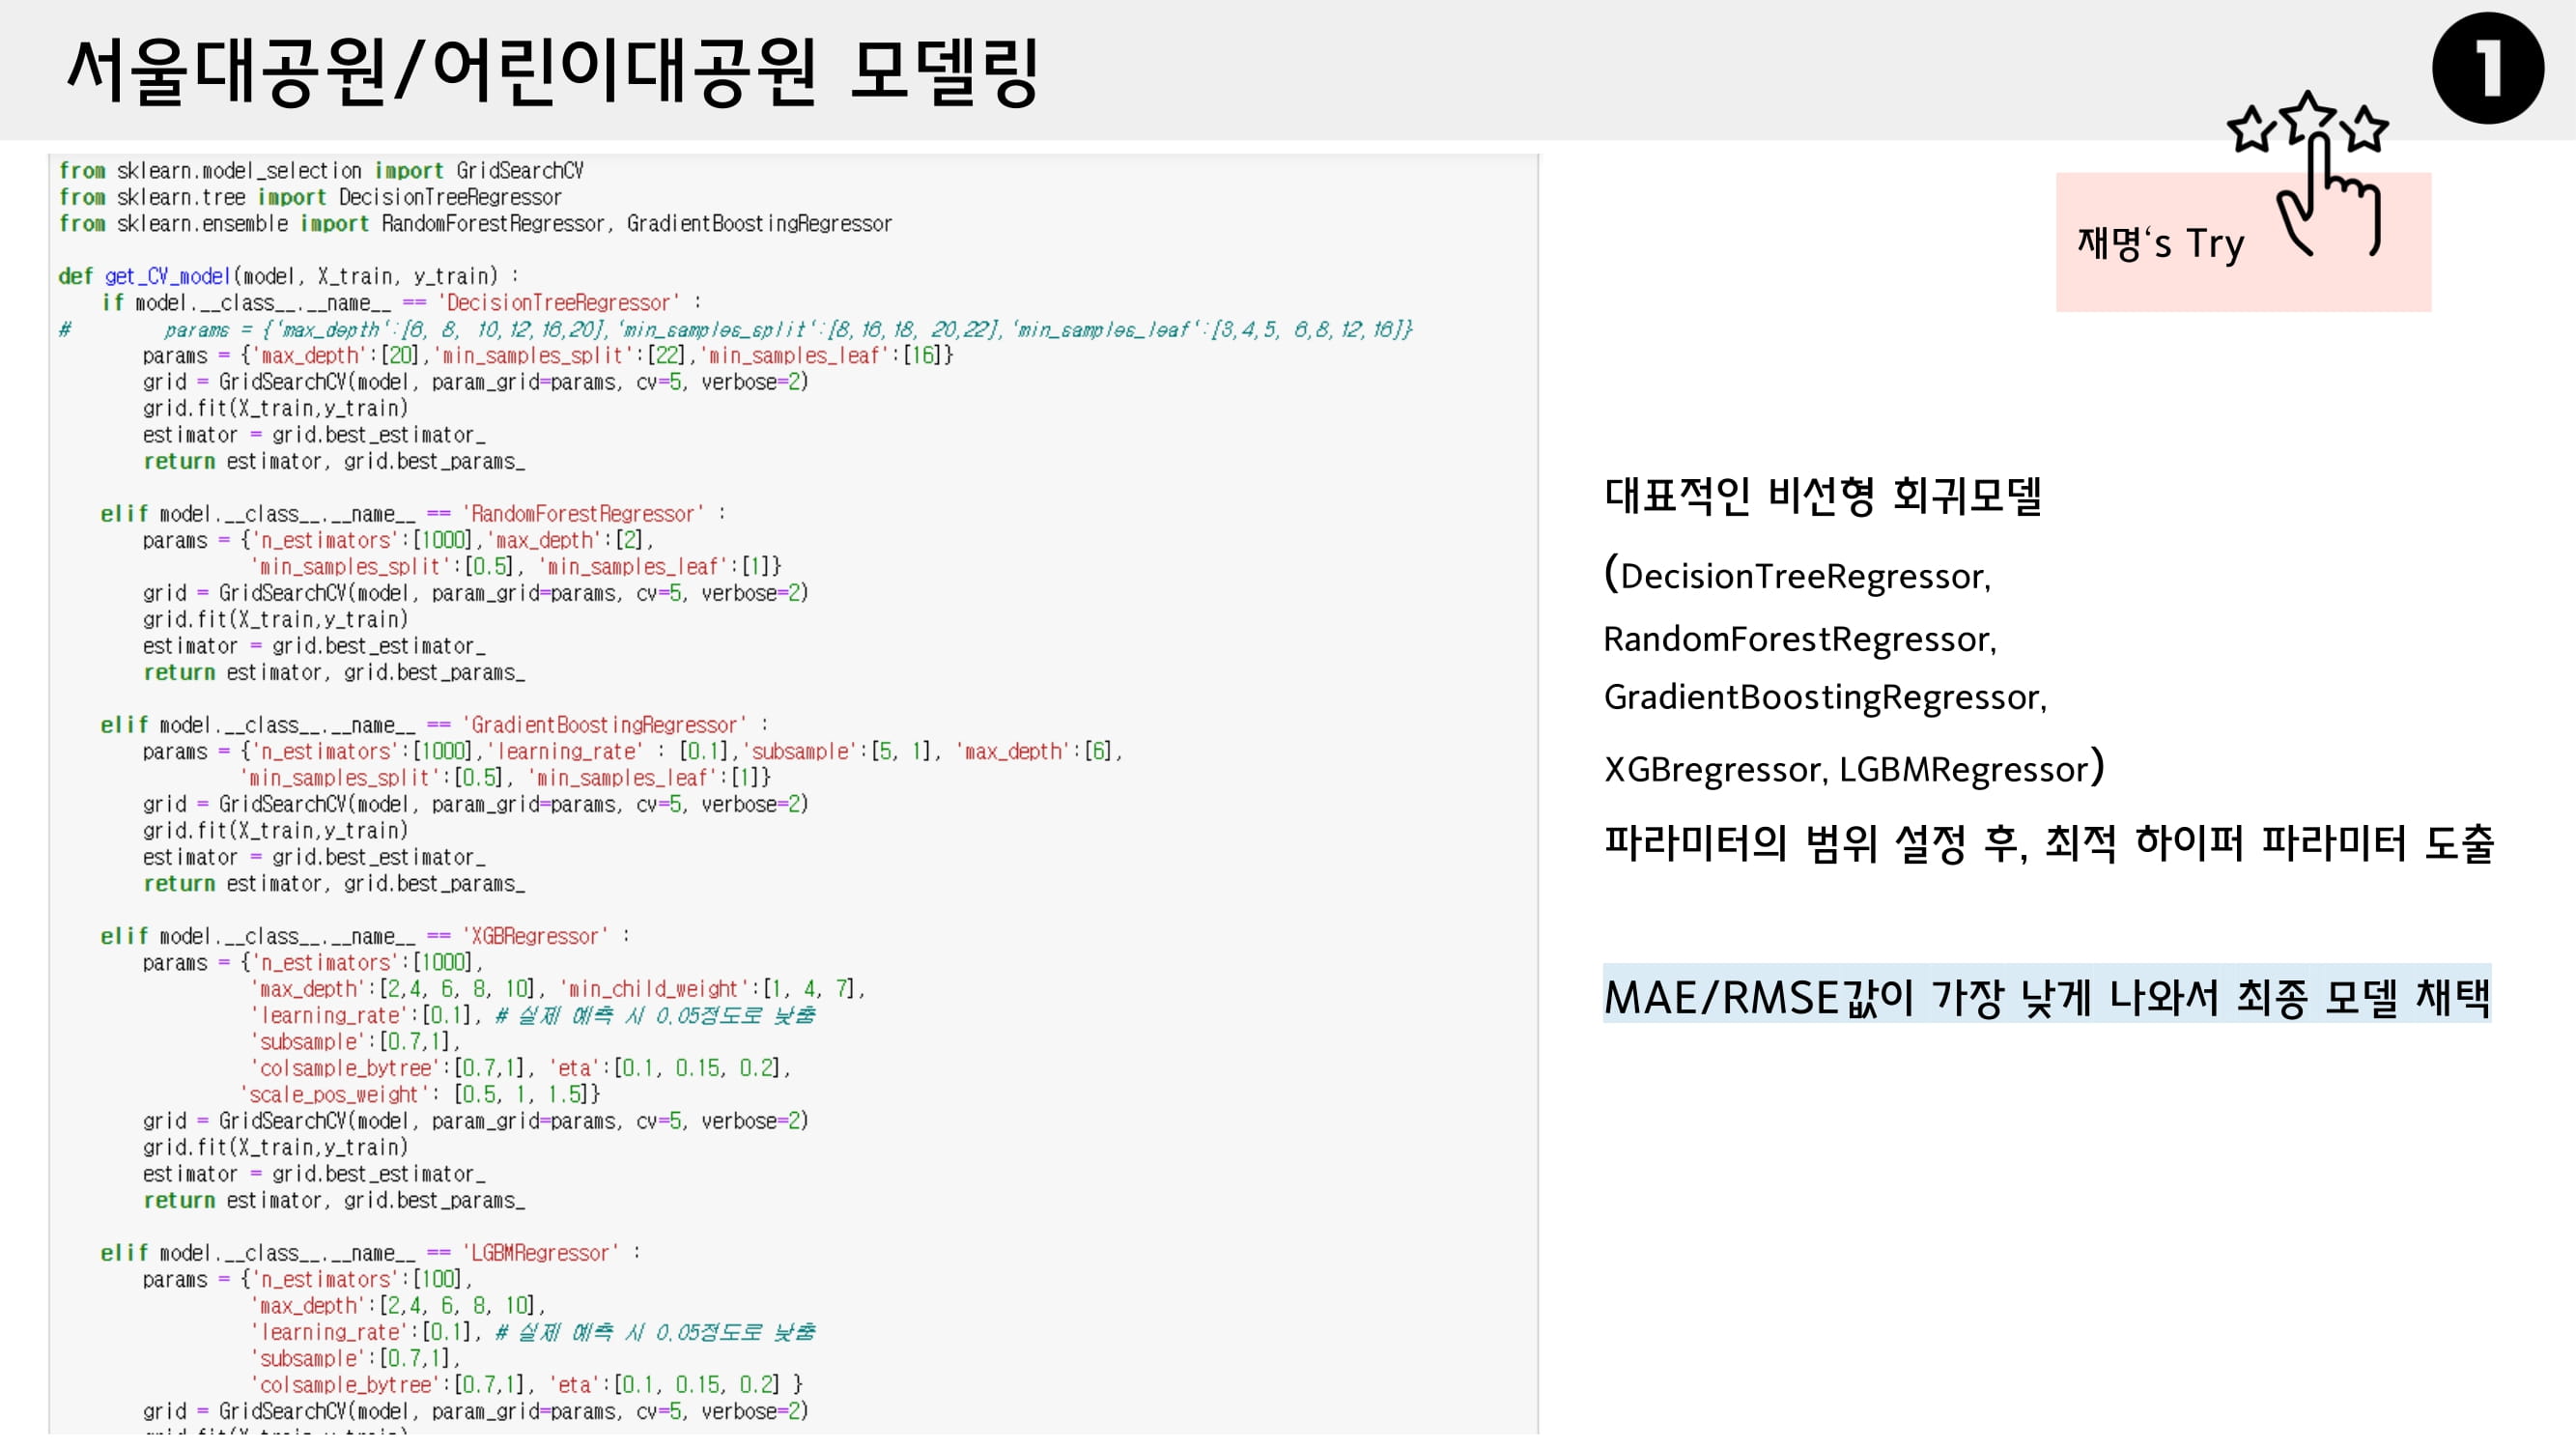 서울대공원/어린이대공원 모델링
1
재명‘s Try
from sklearn.model_selection import GridSearchCV
from sklearn.tree import DecisionTreeRegressor
from sklearn.ensemble import RandomForestRegressor, GradientBoostingRegressor
def get_CV_model(model, X_train, y_train) :
    if model.__class__.__name__ == 'DecisionTreeRegressor' :
#         params = {'max_depth':[6, 8, 10,12,16,20],'min_samples_split':[8,16,18, 20,22],'min_samples_leaf':[3,4,5, 6,8,12,16]}
        params = {'max_depth':[20],'min_samples_split':[22],'min_samples_leaf':[16]}
        grid = GridSearchCV(model, param_grid=params, cv=5, verbose=2)
        grid.fit(X_train,y_train)
        estimator = grid.best_estimator_
        return estimator, grid.best_params_
    elif model.__class__.__name__ == 'RandomForestRegressor' :
        params = {'n_estimators':[1000],'max_depth':[2],
                  'min_samples_split':[0.5], 'min_samples_leaf':[1]}
        grid = GridSearchCV(model, param_grid=params, cv=5, verbose=2)
        grid.fit(X_train,y_train)
        estimator = grid.best_estimator_
        return estimator, grid.best_params_
    elif model.__class__.__name__ == 'GradientBoostingRegressor' :
        params = {'n_estimators':[1000],'learning_rate' : [0.1],'subsample':[5, 1], 'max_depth':[6],
                 'min_samples_split':[0.5], 'min_samples_leaf':[1]}
        grid = GridSearchCV(model, param_grid=params, cv=5, verbose=2)
        grid.fit(X_train,y_train)
        estimator = grid.best_estimator_
        return estimator, grid.best_params_
    elif model.__class__.__name__ == 'XGBRegressor' :
        params = {'n_estimators':[1000],
                  'max_depth':[2,4, 6, 8, 10], 'min_child_weight':[1, 4, 7],
                  'learning_rate':[0.1], # 실제 예측 시 0.05정도로 낮춤
                  'subsample':[0.7,1],
                  'colsample_bytree':[0.7,1], 'eta':[0.1, 0.15, 0.2],
                 'scale_pos_weight': [0.5, 1, 1.5]}
        grid = GridSearchCV(model, param_grid=params, cv=5, verbose=2)
        grid.fit(X_train,y_train)
        estimator = grid.best_estimator_
        return estimator, grid.best_params_
    elif model.__class__.__name__ == 'LGBMRegressor' :
        params = {'n_estimators':[100],
                  'max_depth':[2,4, 6, 8, 10],
                  'learning_rate':[0.1], # 실제 예측 시 0.05정도로 낮춤
                  'subsample':[0.7,1],
                  'colsample_bytree':[0.7,1], 'eta':[0.1, 0.15, 0.2] }
        grid = GridSearchCV(model, param_grid=params, cv=5, verbose=2)
대표적인 비선형 회귀모델
(DecisionTreeRegressor,
RandomForestRegressor,
GradientBoostingRegressor,
XGBregressor, LGBMRegressor)
파라미터의 범위 설정 후, 최적 하이퍼 파라미터 도출
MAE/RMSE값이 가장 낮게 나와서 최종 모델 채택